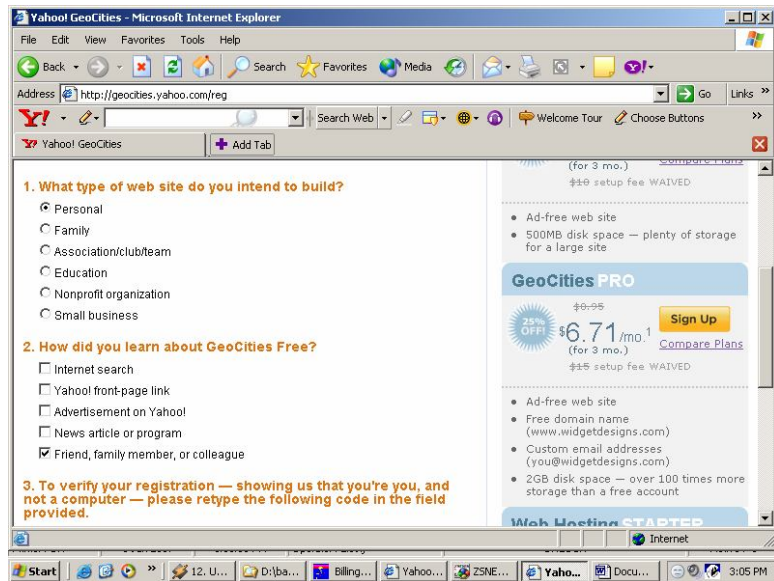 Yahoo! GeoCities - Microsoft Internet Explorer
File Edit View Favorites Tools Help
Back Search Favorites Media
Address http://geocities.yahoo.com/reg Go Links »
Y! Search Web Welcome Tour Choose Buttons »
Yahoo! GeoCities Add Tab
1. What type of web site do you intend to build?
Personal
Family
Association/club/team
Education
Nonprofit organization
Small business
2. How did you learn about GeoCities Free?
Internet search
Yahoo! front-page link
Advertisement on Yahoo!
News article or program
Friend, family member, or colleague
3. To verify your registration — showing us that you're you, and
not a computer — please retype the following code in the field
provided.
(for 3 mo.) Compare Plans
$10 setup fee WAIVED
• Ad-free web site
• 500MB disk space — plenty of storage
for a large site
GeoCities PRO
25% OFF!
$6.71/mo.1
(for 3 mo.)
Sign Up
Compare Plans
$15 setup fee WAIVED
• Ad-free web site
• Free domain name
(www.widgetdesigns.com)
• Custom email addresses
(you@widgetdesigns.com)
• 2GB disk space — over 100 times more
storage than a free account
Web Hosting STARTER
Internet
Start » 12. U... D:\ba... Billing... Yahoo... ZSNE... Yaho... Docu... 3:05 PM